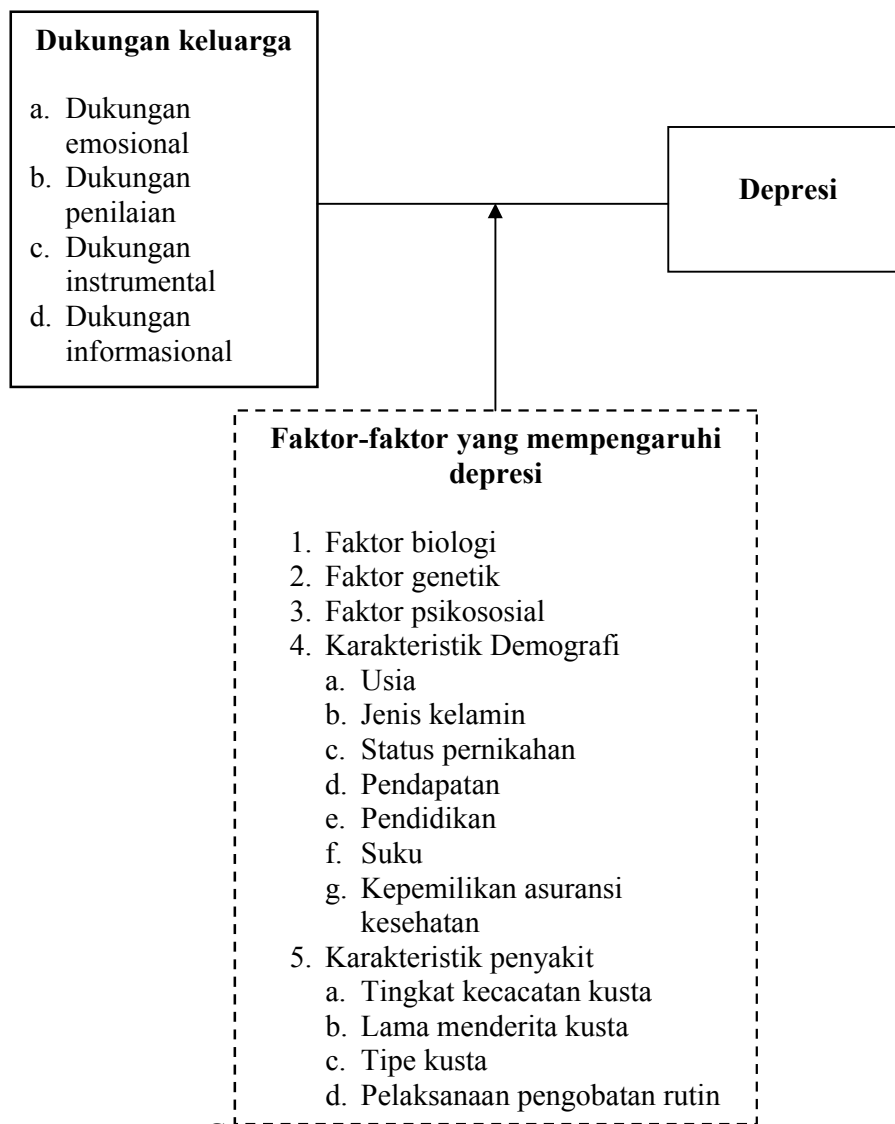 Dukungan keluarga
a. Dukungan
emosional
b. Dukungan
penilaian
c. Dukungan
instrumental
d. Dukungan
informasional
Depresi
Faktor-faktor yang mempengaruhi
depresi
1. Faktor biologi
2. Faktor genetik
3. Faktor psikososial
4. Karakteristik Demografi
a. Usia
b. Jenis kelamin
c. Status pernikahan
d. Pendapatan
e. Pendidikan
f. Suku
g. Kepemilikan asuransi
kesehatan
5. Karakteristik penyakit
a. Tingkat kecacatan kusta
b. Lama menderita kusta
c. Tipe kusta
d. Pelaksanaan pengobatan rutin